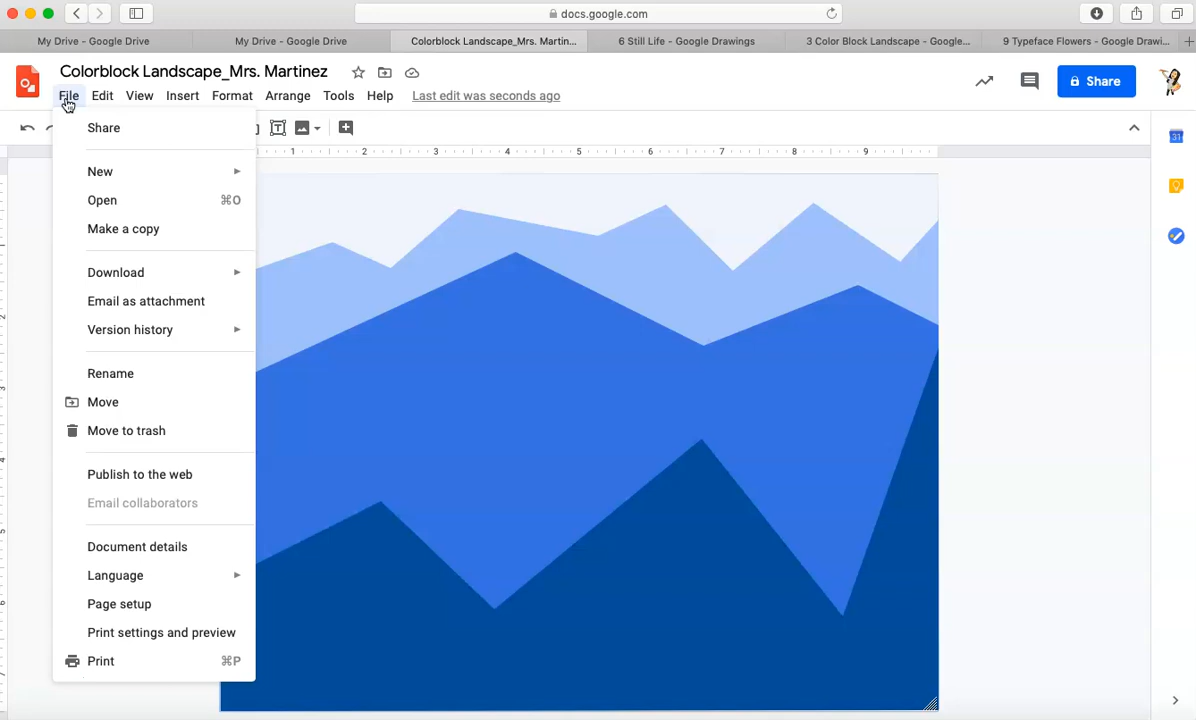 docs.google.com
My Drive – Google Drive
My Drive – Google Drive
Colorblock Landscape_Mrs. Martin...
6 Still Life - Google Drawings
3 Color Block Landscape - Google...
9 Typeface Flowers - Google Drawi...
Colorblock Landscape_Mrs. Martinez
File Edit View Insert Format Arrange Tools Help Last edit was seconds ago
Share
1 2 3 4 5 6 7 8 9
31
Share
New
Open ⌘O
Make a copy
Download
Email as attachment
Version history
Rename
Move
Move to trash
Publish to the web
Email collaborators
Document details
Language
Page setup
Print settings and preview
Print ⌘P